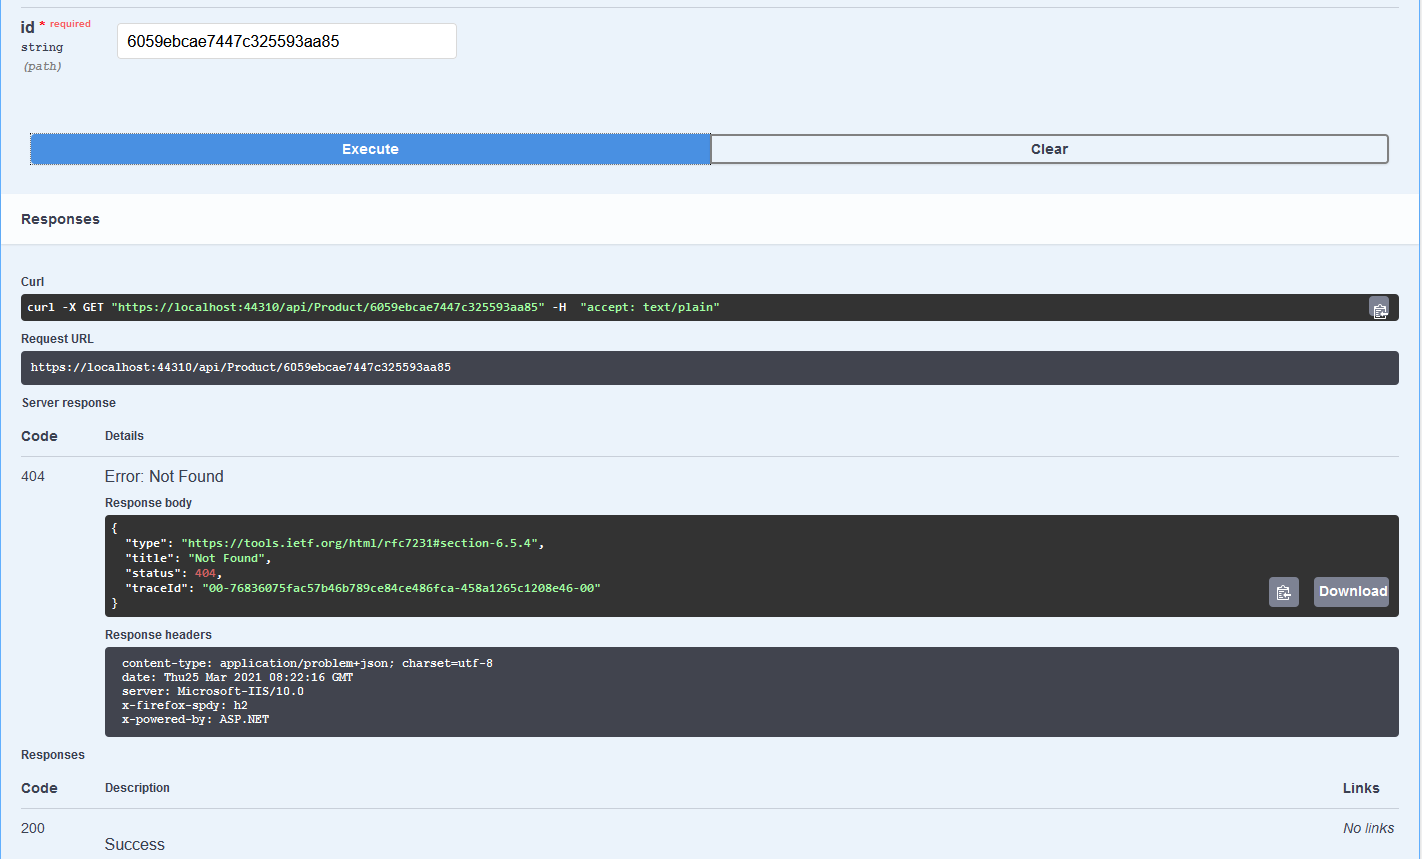 id * required
string
(path)
6059ebcae7447c325593aa85
Execute
Clear
Responses
Curl
curl -X GET "https://localhost:44310/api/Product/6059ebcae7447c325593aa85" -H  "accept: text/plain"
Request URL
https://localhost:44310/api/Product/6059ebcae7447c325593aa85
Server response
Code Details
404 Error: Not Found
Response body
{
  "type": "https://tools.ietf.org/html/rfc7231#section-6.5.4",
  "title": "Not Found",
  "status": 404,
  "traceId": "00-76836075fac57b46b789ce84ce486fca-458a1265c1208e46-00"
}
Download
Response headers
content-type: application/problem+json; charset=utf-8
date: Thu25 Mar 2021 08:22:16 GMT
server: Microsoft-IIS/10.0
x-firefox-spdy: h2
x-powered-by: ASP.NET
Responses
Code Description Links
200 No links
Success